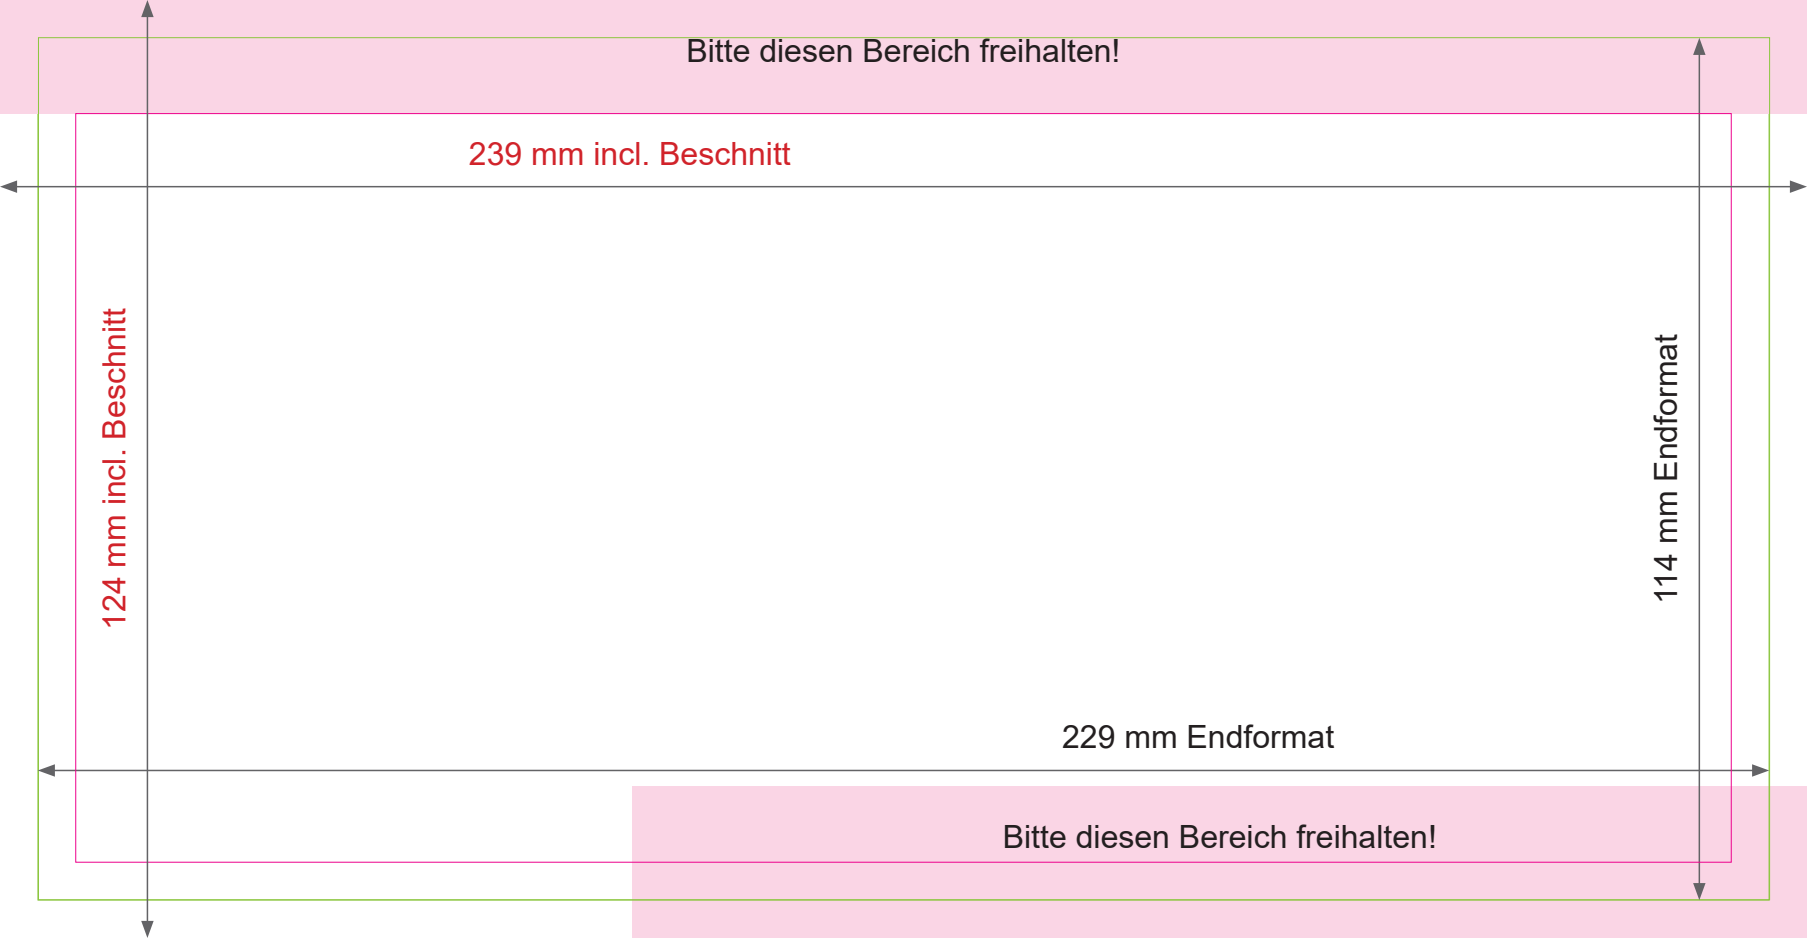 Bitte diesen Bereich freihalten!
239 mm incl. Beschnitt
124 mm incl. Beschnitt
114 mm Endformat
229 mm Endformat
Bitte diesen Bereich freihalten!